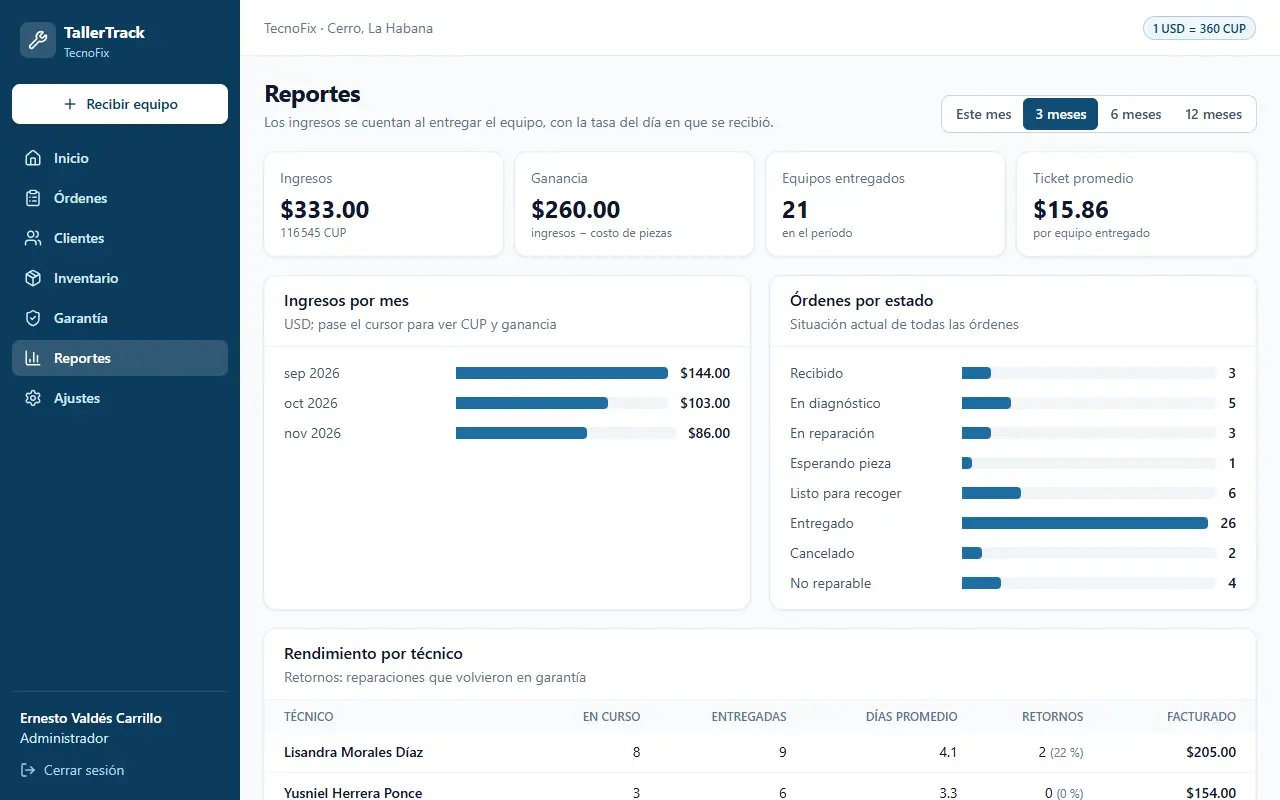 TallerTrack
TecnoFix
Recibir equipo
Inicio
Órdenes
Clientes
Inventario
Garantía
Reportes
Ajustes
Ernesto Valdés Carrillo
Administrador
Cerrar sesión
TecnoFix · Cerro, La Habana
1 USD = 360 CUP
Reportes
Los ingresos se cuentan al entregar el equipo, con la tasa del día en que se recibió.
Este mes 3 meses 6 meses 12 meses
Ingresos
$333.00
116 545 CUP
Ganancia
$260.00
ingresos − costo de piezas
Equipos entregados
21
en el período
Ticket promedio
$15.86
por equipo entregado
Ingresos por mes
USD; pase el cursor para ver CUP y ganancia
sep 2026 $144.00
oct 2026 $103.00
nov 2026 $86.00
Órdenes por estado
Situación actual de todas las órdenes
Recibido 3
En diagnóstico 5
En reparación 3
Esperando pieza 1
Listo para recoger 6
Entregado 26
Cancelado 2
No reparable 4
Rendimiento por técnico
Retornos: reparaciones que volvieron en garantía
TÉCNICO EN CURSO ENTREGADAS DÍAS PROMEDIO RETORNOS FACTURADO
Lisandra Morales Díaz 8 9 4.1 2 (22 %) $205.00
Yusniel Herrera Ponce 3 6 3.3 0 (0 %) $154.00